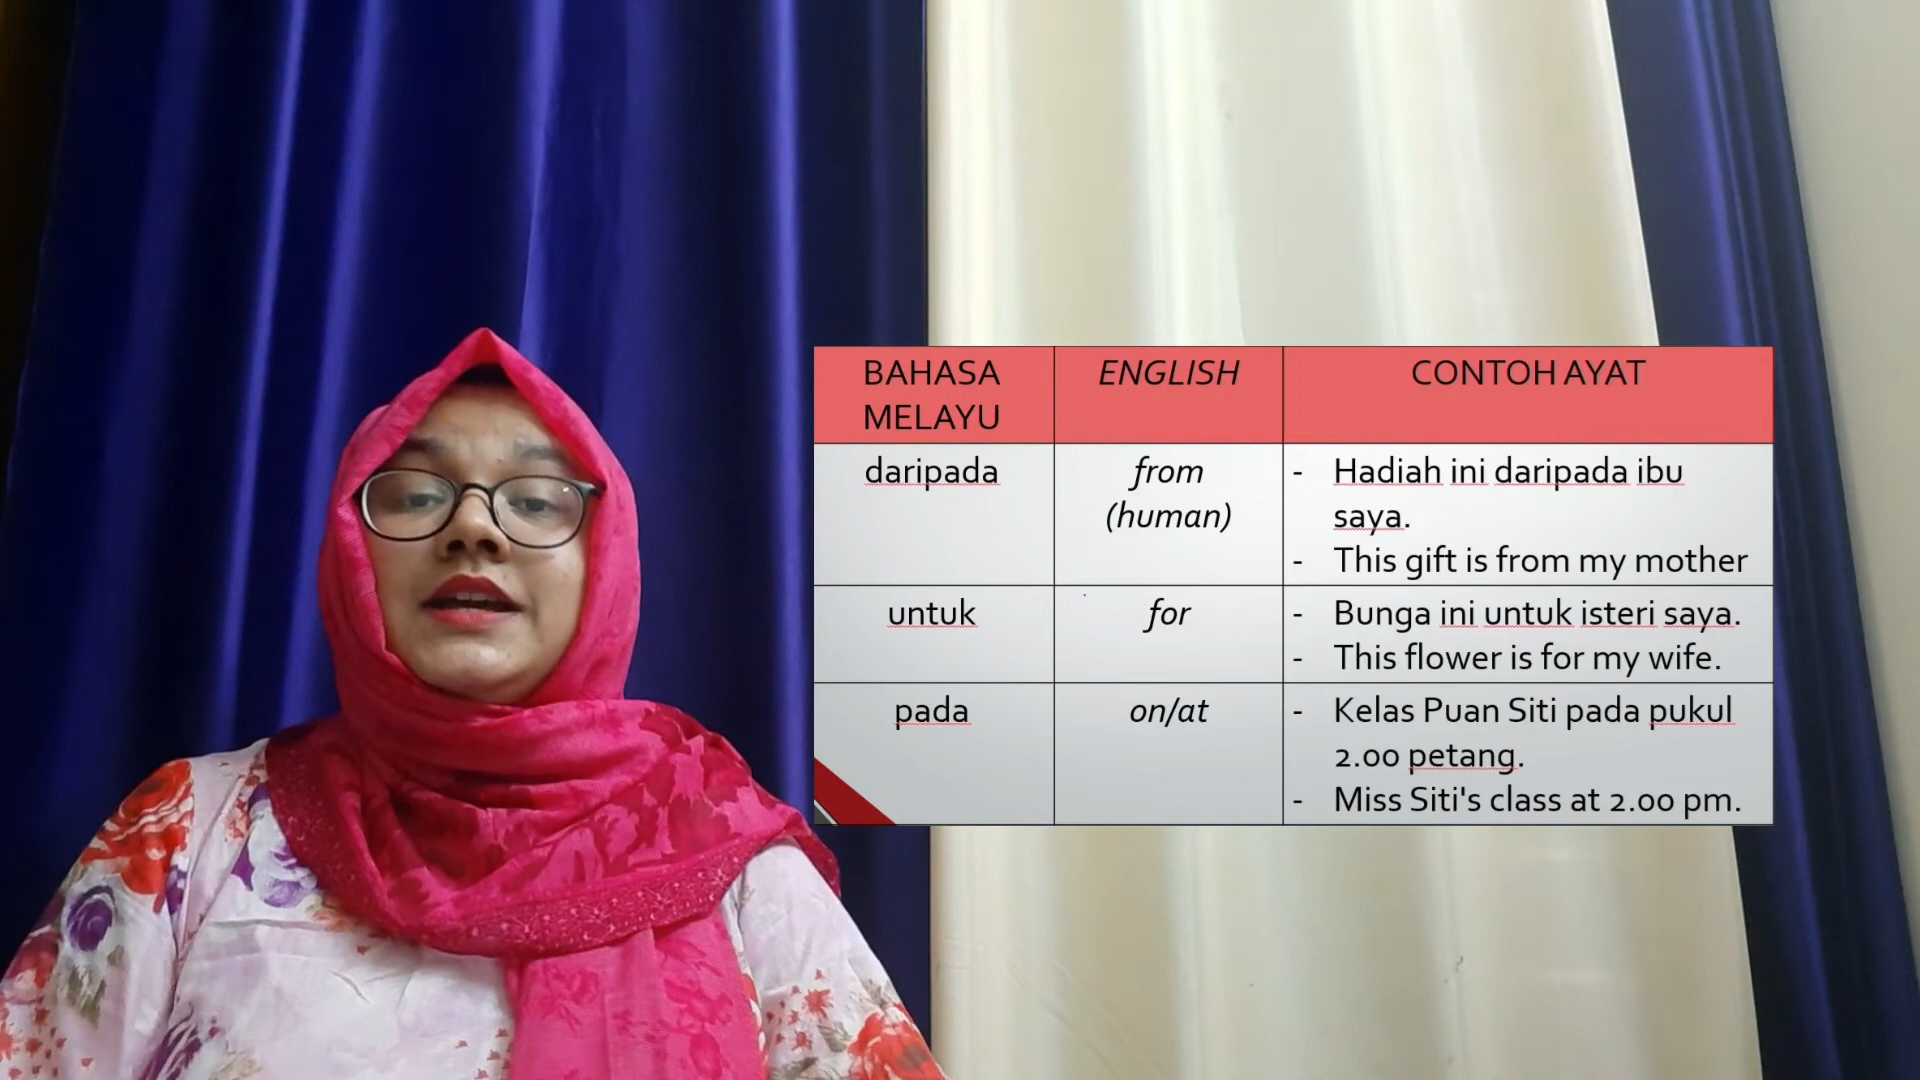 BAHASA
MELAYU
ENGLISH
CONTOH AYAT
daripada
from
(human)
- Hadiah ini daripada ibu
saya.
- This gift is from my mother
untuk
for
- Bunga ini untuk isteri saya.
- This flower is for my wife.
pada
on/at
- Kelas Puan Siti pada pukul
2.00 petang.
- Miss Siti's class at 2.00 pm.